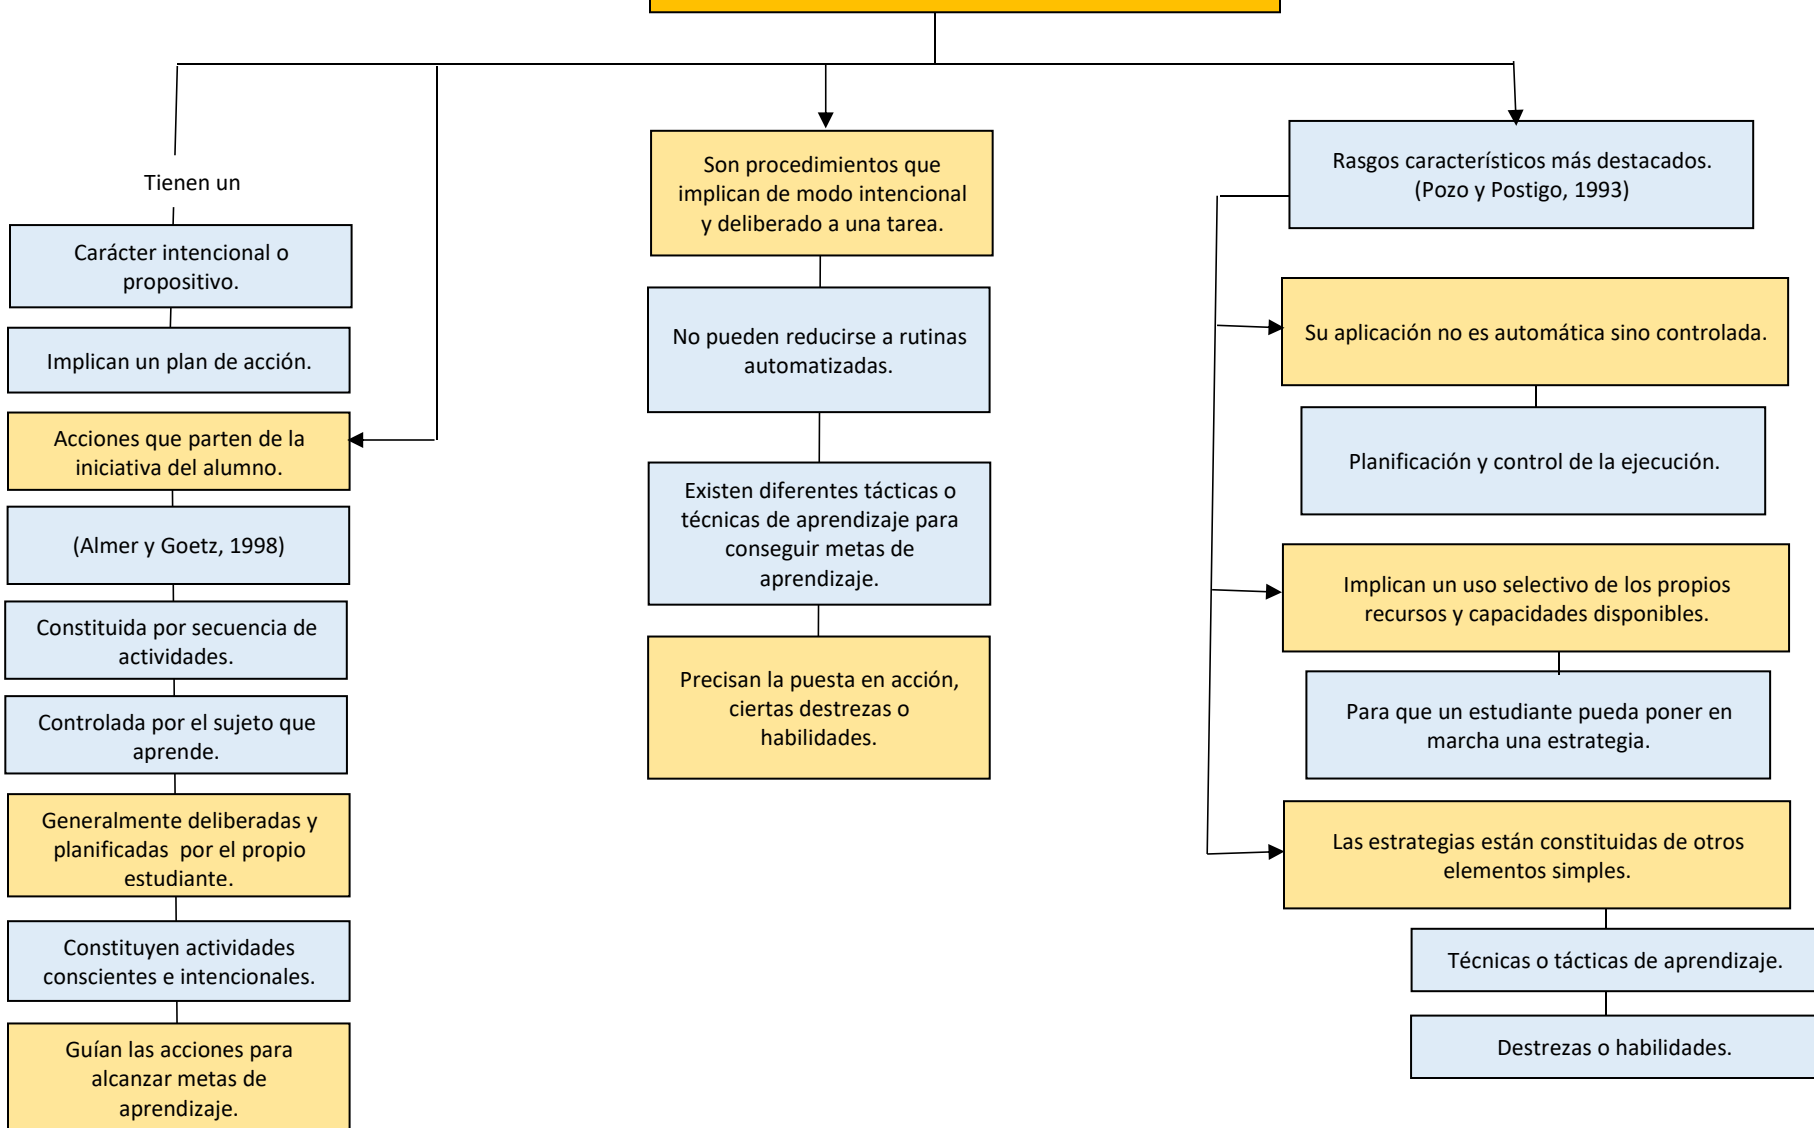 Tienen un
Carácter intencional o
propositivo.
Implican un plan de acción.
Acciones que parten de la
iniciativa del alumno.
(Almer y Goetz, 1998)
Constituida por secuencia de
actividades.
Controlada por el sujeto que
aprende.
Generalmente deliberadas y
planificadas  por el propio
estudiante.
Constituyen actividades
conscientes e intencionales.
Guían las acciones para
alcanzar metas de
aprendizaje.
Son procedimientos que
implican de modo intencional
y deliberado a una tarea.
No pueden reducirse a rutinas
automatizadas.
Existen diferentes tácticas o
técnicas de aprendizaje para
conseguir metas de
aprendizaje.
Precisan la puesta en acción,
ciertas destrezas o
habilidades.
Rasgos característicos más destacados.
(Pozo y Postigo, 1993)
Su aplicación no es automática sino controlada.
Planificación y control de la ejecución.
Implican un uso selectivo de los propios
recursos y capacidades disponibles.
Para que un estudiante pueda poner en
marcha una estrategia.
Las estrategias están constituidas de otros
elementos simples.
Técnicas o tácticas de aprendizaje.
Destrezas o habilidades.